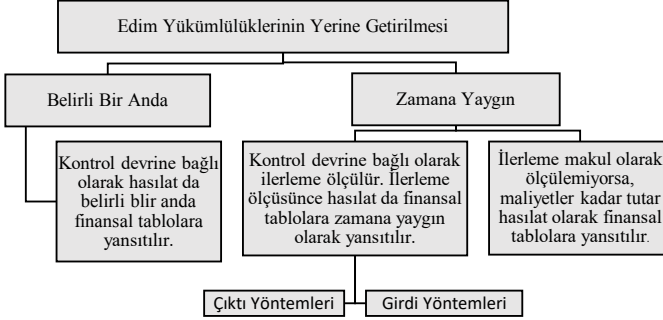 Edim Yükümlülüklerinin Yerine Getirilmesi
Belirli Bir Anda
Zamana Yaygın
Kontrol devrine bağlı
olarak hasılat da
belirli blir anda
finansal tablolara
yansıtılır.
Kontrol devrine bağlı olarak
ilerleme ölçülür. İlerleme
ölçüsünce hasılat da finansal
tablolara zamana yaygın
olarak yansıtılır.
İlerleme makul olarak
ölçülemiyorsa,
maliyetler kadar tutar
hasılat olarak finansal
tablolara yansıtılır.
Çıktı Yöntemleri
Girdi Yöntemleri